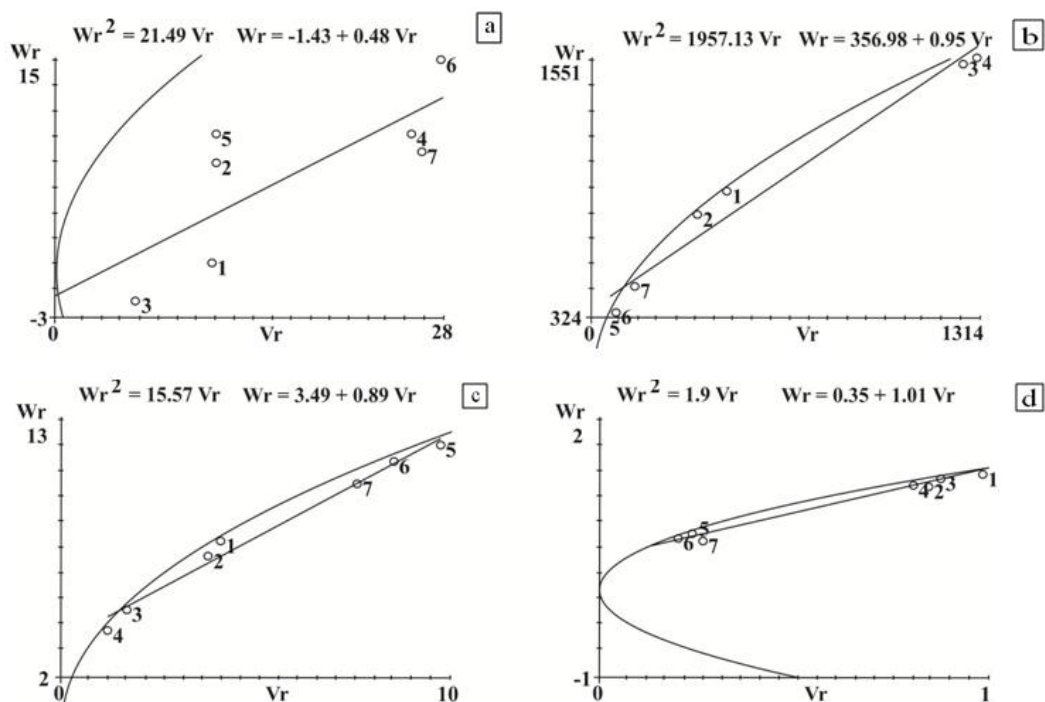 Wr² = 21.49 Vr Wr = -1.43 + 0.48 Vr a
Wr
15
6
5
4
2
7
1
3
-3
0 Vr 28
Wr² = 1957.13 Vr Wr = 356.98 + 0.95 Vr b
Wr
1551
4
3
1
2
7
6
5
324
0 Vr 1314
Wr² = 15.57 Vr Wr = 3.49 + 0.89 Vr c
Wr
13
5
6
7
1
2
3
4
2
0 Vr 10
Wr² = 1.9 Vr Wr = 0.35 + 1.01 Vr d
Wr
2
4 2 3 1
5
6 7
-1
0 Vr 1